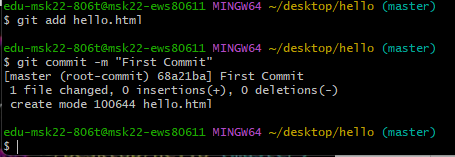 edu-msk22-806t@msk22-ews80611 MINGW64 ~/desktop/hello (master)
$ git add hello.html
edu-msk22-806t@msk22-ews80611 MINGW64 ~/desktop/hello (master)
$ git commit -m "First Commit"
[master (root-commit) 68a21ba] First Commit
1 file changed, 0 insertions(+), 0 deletions(-)
create mode 100644 hello.html
edu-msk22-806t@msk22-ews80611 MINGW64 ~/desktop/hello (master)
$